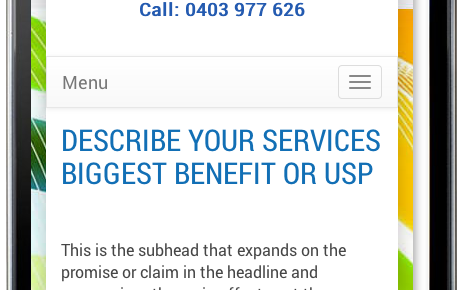 Call: 0403 977 626
Menu
DESCRIBE YOUR SERVICES
BIGGEST BENEFIT OR USP
This is the subhead that expands on the
promise or claim in the headline and